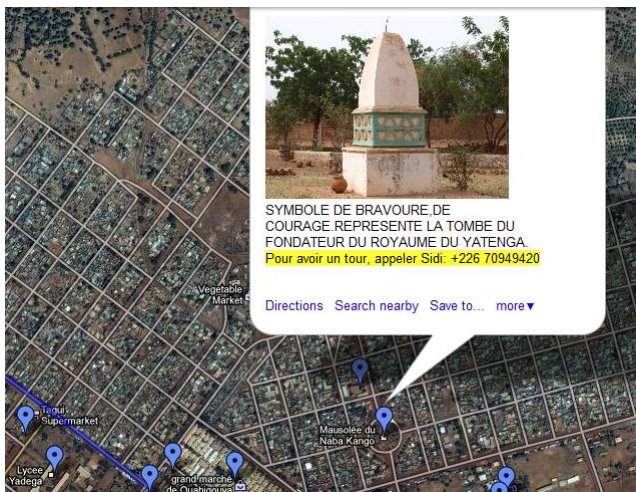 SYMBOLE DE BRAVOURE,DE
COURAGE.REPRESENTE LA TOMBE DU
FONDATEUR DU ROYAUME DU YATENGA.
Pour avoir un tour, appeler Sidi: +226 70949420
Directions Search nearby Save to... more▼
Vegetable
Market
Tagui
Supermarket
Mausolée du
Naba Kango
Lycee
Yadega
grand marche
de Ouahigouya